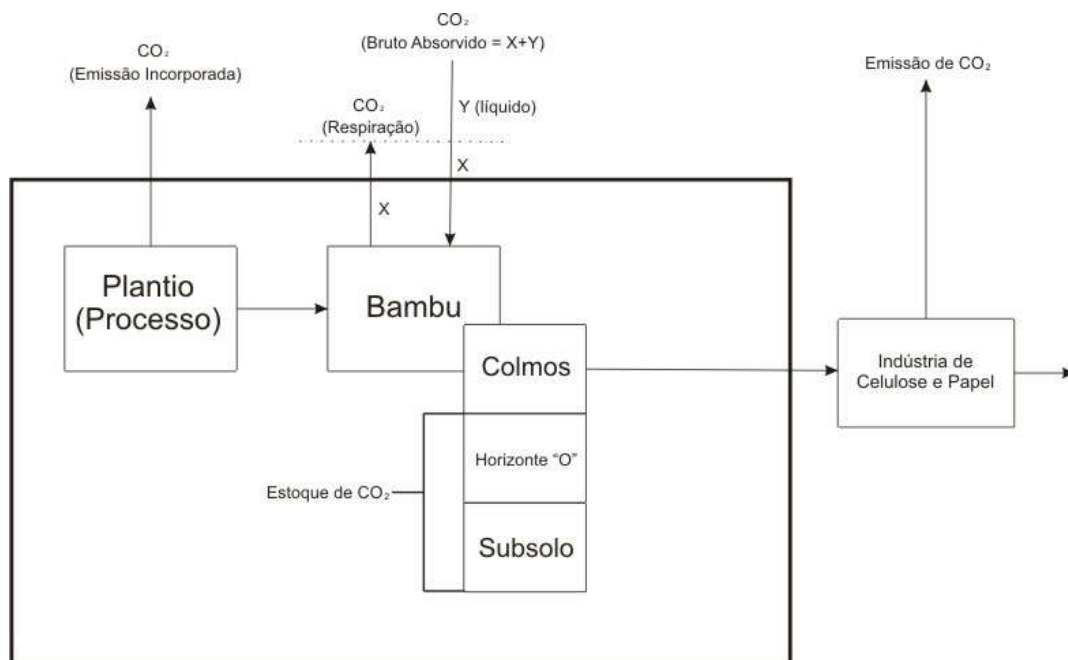 CO₂
(Bruto Absorvido = X+Y)
CO₂
(Emissão Incorporada)
Emissão de CO₂
CO₂
(Respiração)
Y (líquido)
X
X
Plantio
(Processo)
Bambu
Colmos
Indústria de
Celulose e Papel
Horizonte “O”
Estoque de CO₂
Subsolo